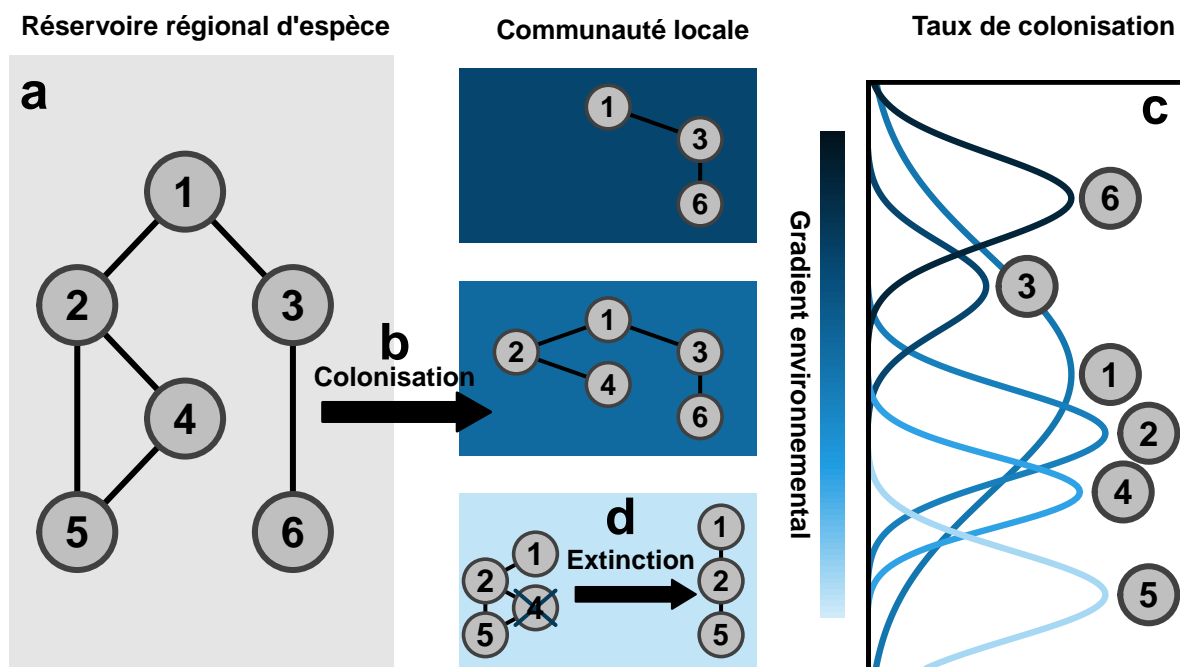 Réservoire régional d'espèce
Communauté locale
Taux de colonisation
a
1
2
3
4
5
6
b
Colonisation
1
3
6
1
2
3
4
6
d
Extinction
1
2
4
5
1
2
5
Gradient environnemental
c
6
3
1
2
4
5